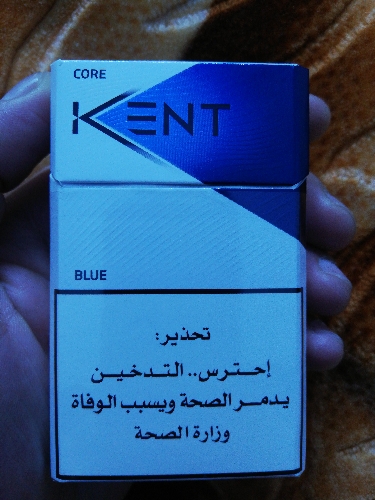 CORE
KENT
BLUE
تحذير:
إحترس.. التدخين
يدمر الصحة ويسبب الوفاة
وزارة الصحة